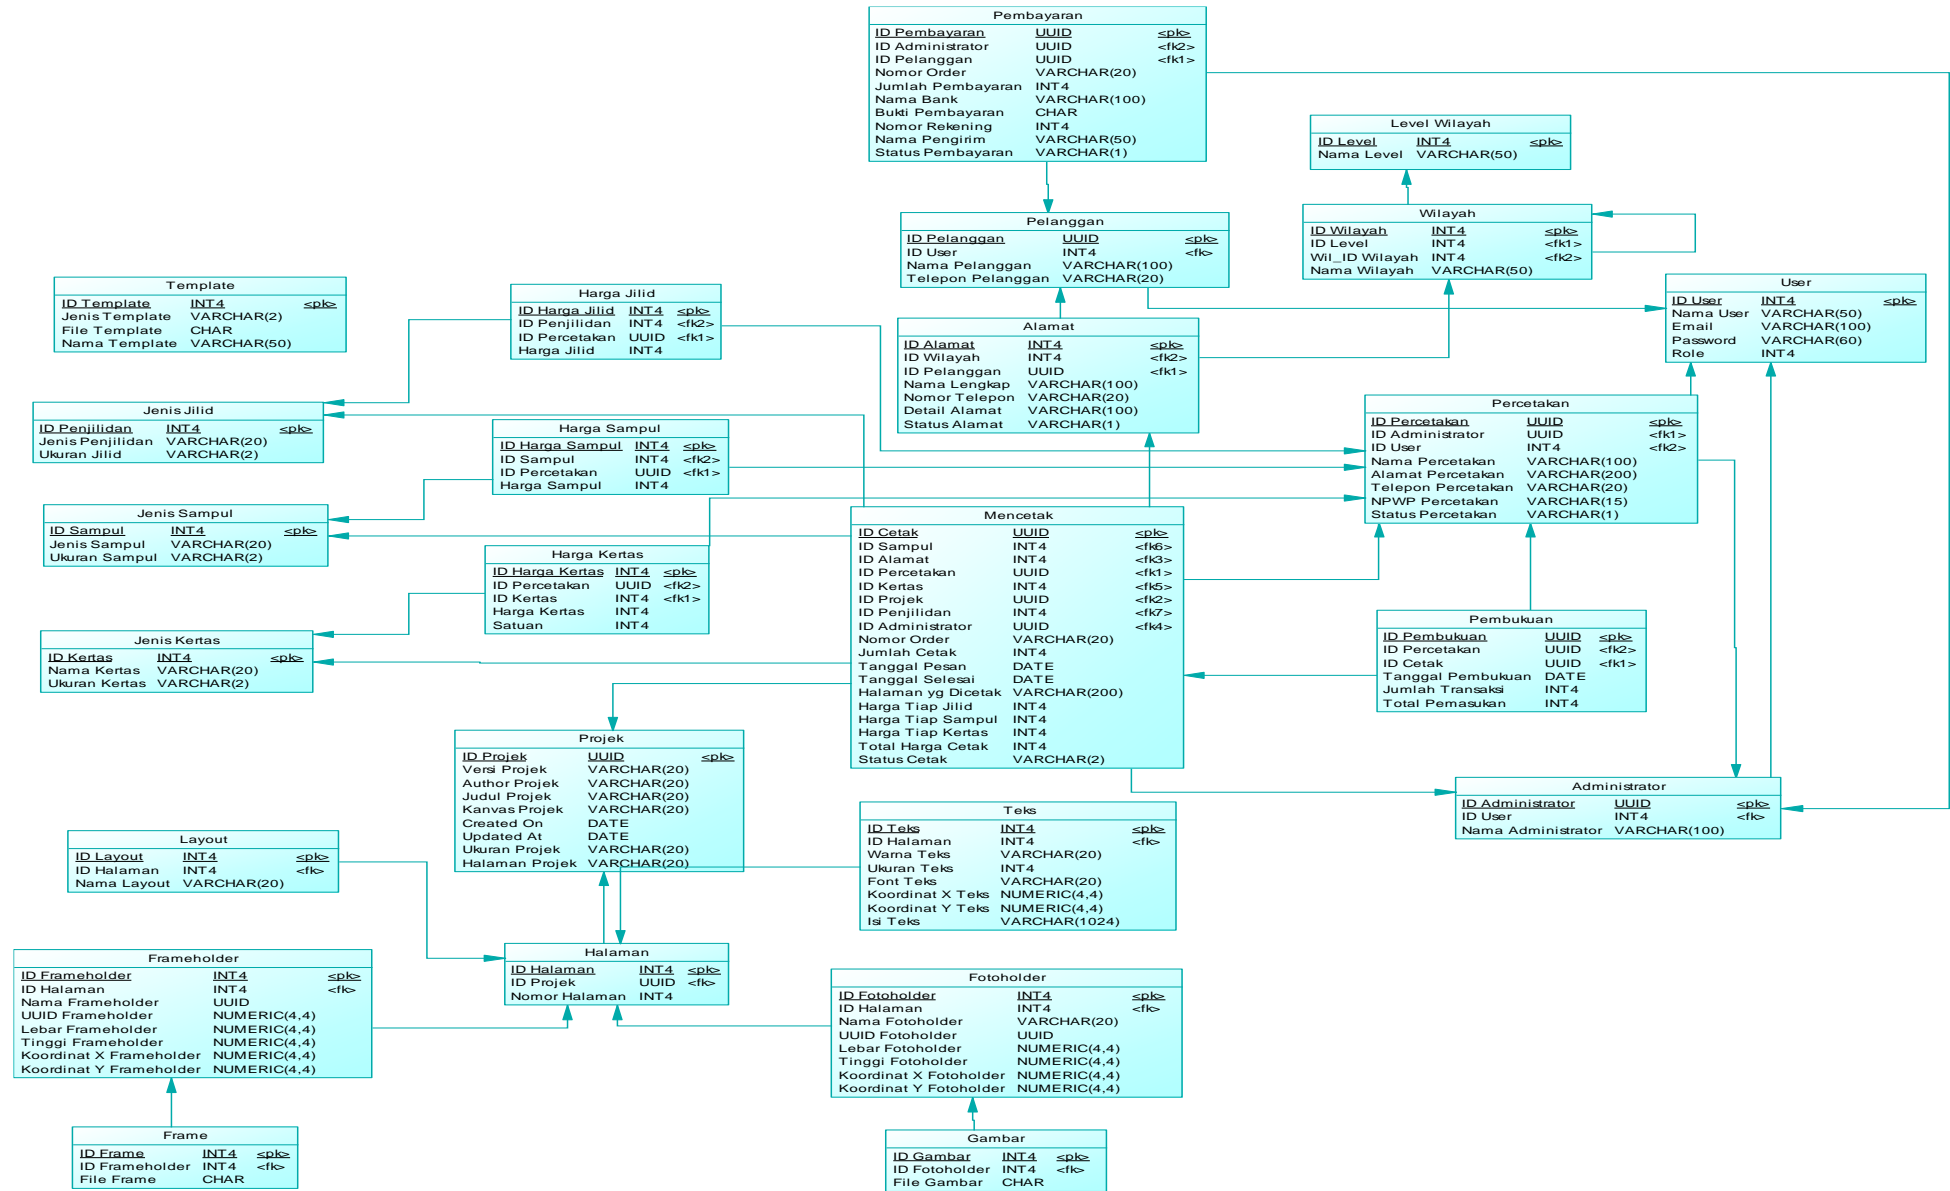 Pembayaran
ID Pembayaran UUID <pk>
ID Administrator UUID <fk2>
ID Pelanggan UUID <fk1>
Nomor Order VARCHAR(20)
Jumlah Pembayaran INT4
Nama Bank VARCHAR(100)
Bukti Pembayaran CHAR
Nomor Rekening INT4
Nama Pengirim VARCHAR(50)
Status Pembayaran VARCHAR(1)
Level Wilayah
ID Level INT4 <pk>
Nama Level VARCHAR(50)
Pelanggan
ID Pelanggan UUID <pk>
ID User INT4 <fk>
Nama Pelanggan VARCHAR(100)
Telepon Pelanggan VARCHAR(20)
Wilayah
ID Wilayah INT4 <pk>
ID Level INT4 <fk1>
Wil_ID Wilayah INT4 <fk2>
Nama Wilayah VARCHAR(50)
Template
ID Template INT4 <pk>
Jenis Template VARCHAR(2)
File Template CHAR
Nama Template VARCHAR(50)
Harga Jilid
ID Harga Jilid INT4 <pk>
ID Penjilidan INT4 <fk2>
ID Percetakan UUID <fk1>
Harga Jilid INT4
User
ID User INT4 <pk>
Nama User VARCHAR(50)
Email VARCHAR(100)
Password VARCHAR(60)
Role INT4
Alamat
ID Alamat INT4 <pk>
ID Wilayah INT4 <fk2>
ID Pelanggan UUID <fk1>
Nama Lengkap VARCHAR(100)
Nomor Telepon VARCHAR(20)
Detail Alamat VARCHAR(100)
Status Alamat VARCHAR(1)
Jenis Jilid
ID Penjilidan INT4 <pk>
Jenis Penjilidan VARCHAR(20)
Ukuran Jilid VARCHAR(2)
Harga Sampul
ID Harga Sampul INT4 <pk>
ID Sampul INT4 <fk2>
ID Percetakan UUID <fk1>
Harga Sampul INT4
Percetakan
ID Percetakan UUID <pk>
ID Administrator UUID <fk1>
ID User INT4 <fk2>
Nama Percetakan VARCHAR(100)
Alamat Percetakan VARCHAR(200)
Telepon Percetakan VARCHAR(20)
NPWP Percetakan VARCHAR(15)
Status Percetakan VARCHAR(1)
Jenis Sampul
ID Sampul INT4 <pk>
Jenis Sampul VARCHAR(20)
Ukuran Sampul VARCHAR(2)
Harga Kertas
ID Harga Kertas INT4 <pk>
ID Percetakan UUID <fk2>
ID Kertas INT4 <fk1>
Harga Kertas INT4
Satuan INT4
Mencetak
ID Cetak UUID <pk>
ID Sampul INT4 <fk6>
ID Alamat INT4 <fk3>
ID Percetakan UUID <fk1>
ID Kertas INT4 <fk5>
ID Projek UUID <fk2>
ID Penjilidan INT4 <fk7>
ID Administrator UUID <fk4>
Nomor Order VARCHAR(20)
Jumlah Cetak INT4
Tanggal Pesan DATE
Tanggal Selesai DATE
Halaman yg Dicetak VARCHAR(200)
Harga Tiap Jilid INT4
Harga Tiap Sampul INT4
Harga Tiap Kertas INT4
Total Harga Cetak INT4
Status Cetak VARCHAR(2)
Pembukuan
ID Pembukuan UUID <pk>
ID Percetakan UUID <fk2>
ID Cetak UUID <fk1>
Tanggal Pembukuan DATE
Jumlah Transaksi INT4
Total Pemasukan INT4
Jenis Kertas
ID Kertas INT4 <pk>
Nama Kertas VARCHAR(20)
Ukuran Kertas VARCHAR(2)
Projek
ID Projek UUID <pk>
Versi Projek VARCHAR(20)
Author Projek VARCHAR(20)
Judul Projek VARCHAR(20)
Kanvas Projek VARCHAR(20)
Created On DATE
Updated At DATE
Ukuran Projek VARCHAR(20)
Halaman Projek VARCHAR(20)
Administrator
ID Administrator UUID <pk>
ID User INT4 <fk>
Nama Administrator VARCHAR(100)
Teks
ID Teks INT4 <pk>
ID Halaman INT4 <fk>
Warna Teks VARCHAR(20)
Ukuran Teks INT4
Font Teks VARCHAR(20)
Koordinat X Teks NUMERIC(4,4)
Koordinat Y Teks NUMERIC(4,4)
Isi Teks VARCHAR(1024)
Layout
ID Layout INT4 <pk>
ID Halaman INT4 <fk>
Nama Layout VARCHAR(20)
Halaman
ID Halaman INT4 <pk>
ID Projek UUID <fk>
Nomor Halaman INT4
Frameholder
ID Frameholder INT4 <pk>
ID Halaman INT4 <fk>
Nama Frameholder UUID
UUID Frameholder NUMERIC(4,4)
Lebar Frameholder NUMERIC(4,4)
Tinggi Frameholder NUMERIC(4,4)
Koordinat X Frameholder NUMERIC(4,4)
Koordinat Y Frameholder NUMERIC(4,4)
Fotoholder
ID Fotoholder INT4 <pk>
ID Halaman INT4 <fk>
Nama Fotoholder VARCHAR(20)
UUID Fotoholder UUID
Lebar Fotoholder NUMERIC(4,4)
Tinggi Fotoholder NUMERIC(4,4)
Koordinat X Fotoholder NUMERIC(4,4)
Koordinat Y Fotoholder NUMERIC(4,4)
Frame
ID Frame INT4 <pk>
ID Frameholder INT4 <fk>
File Frame CHAR
Gambar
ID Gambar INT4 <pk>
ID Fotoholder INT4 <fk>
File Gambar CHAR